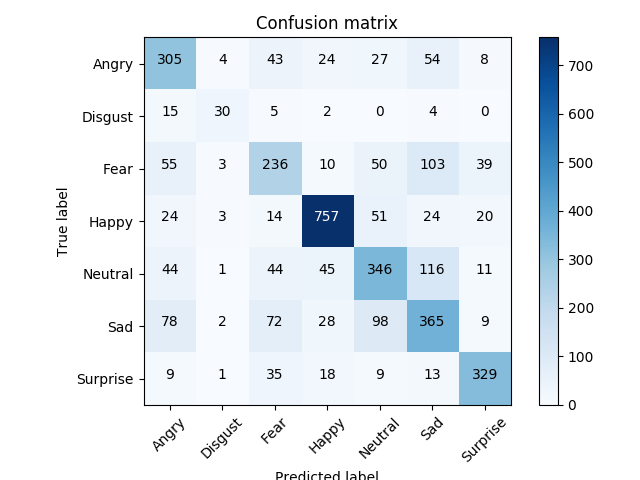 Confusion matrix
Angry 305 4 43 24 27 54 8
Disgust 15 30 5 2 0 4 0
Fear 55 3 236 10 50 103 39
Happy 24 3 14 757 51 24 20
Neutral 44 1 44 45 346 116 11
Sad 78 2 72 28 98 365 9
Surprise 9 1 35 18 9 13 329
Angry Disgust Fear Happy Neutral Sad Surprise
True label
Predicted label
700
600
500
400
300
200
100
0